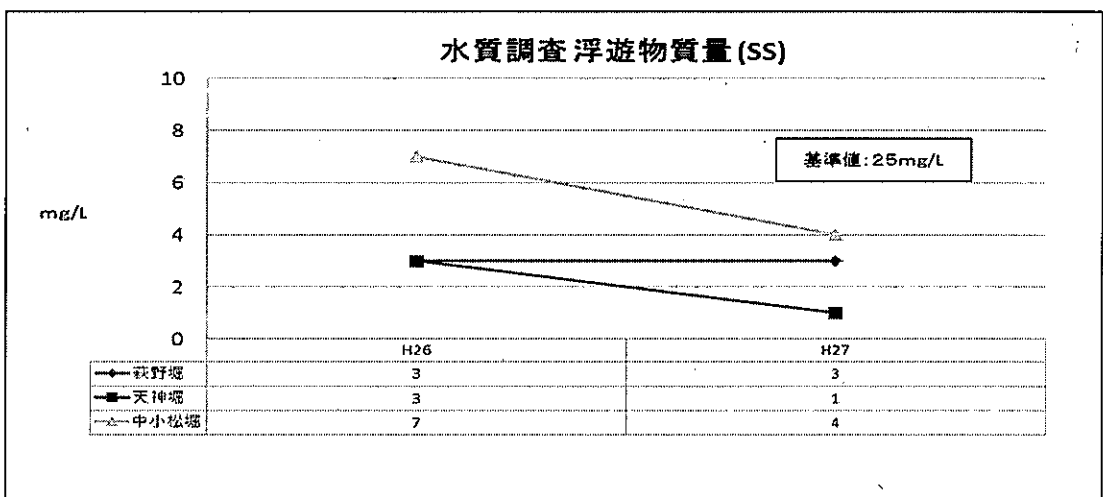 水質調査 浮遊物質量(SS)
10
8
基準値:25mg/L
6
mg/L
4
2
0
H26 H27
萩野堀 3 3
天神堀 3 1
中小松堀 7 4